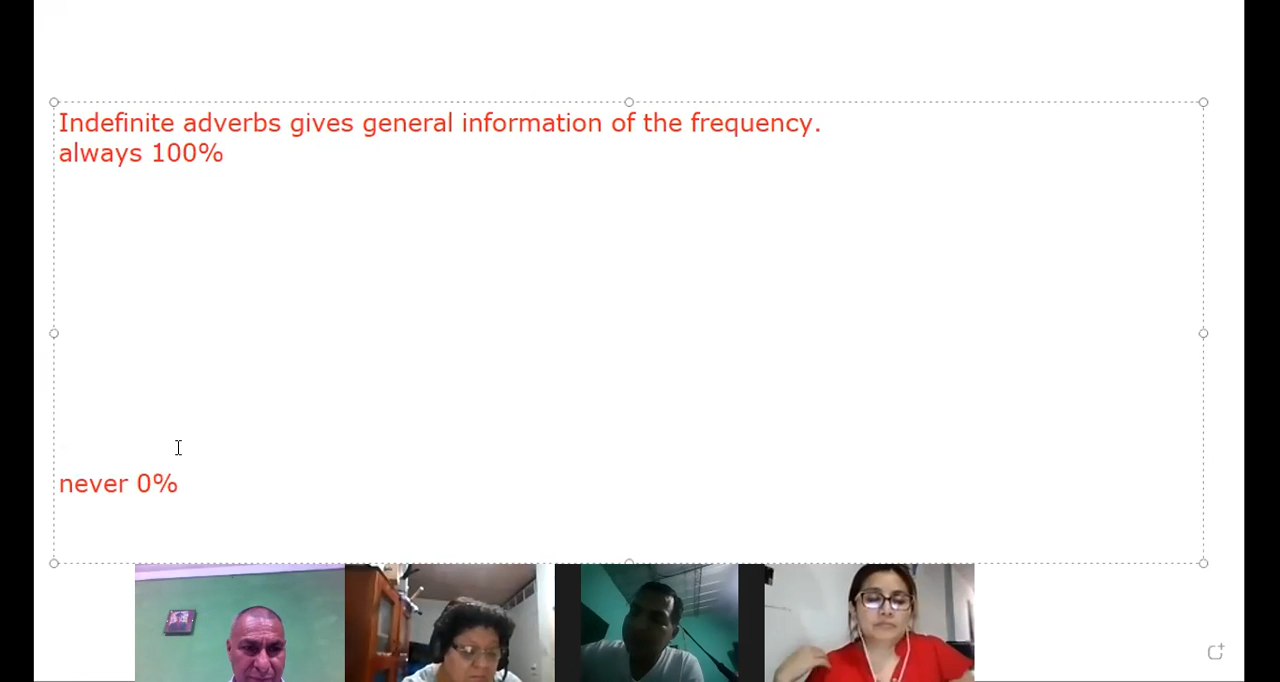 Indefinite adverbs gives general information of the frequency.
always 100%
never 0%